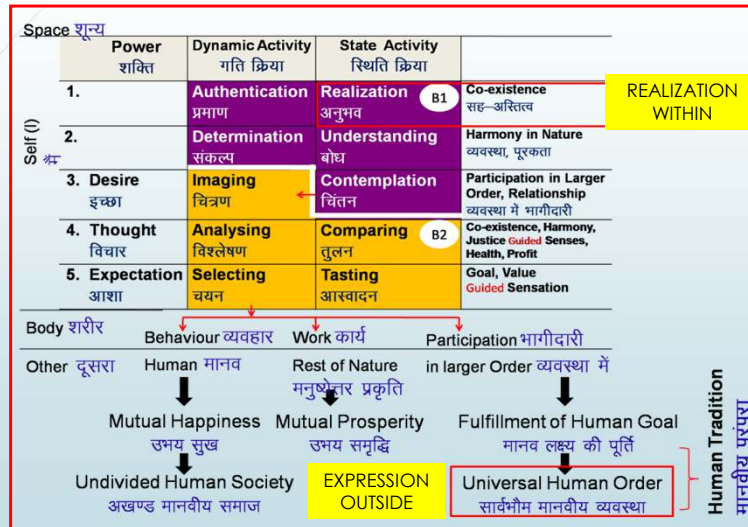 Space शून्य
Power Dynamic Activity State Activity
शक्ति गति क्रिया स्थिति क्रिया
1. Authentication Realization B1 Co-existence
प्रमाण अनुभव सह–अस्तित्व
REALIZATION
WITHIN
2. Determination Understanding Harmony in Nature
संकल्प बोध व्यवस्था, पूरकता
Self (I)
मैं
3. Desire Imaging Contemplation Participation in Larger
Order, Relationship
इच्छा चित्रण चिंतन व्यवस्था में भागीदारी
4. Thought Analysing Comparing B2 Co-existence, Harmony,
Justice Guided Senses,
विचार विश्लेषण तुलन Health, Profit
5. Expectation Selecting Tasting Goal, Value
आशा चयन आस्वादन Guided Sensation
Body शरीर Behaviour व्यवहार Work कार्य Participation भागीदारी
Other दूसरा Human मानव Rest of Nature in larger Order व्यवस्था में
मनुष्येत्तर प्रकृति
Mutual Happiness Mutual Prosperity Fulfillment of Human Goal
उभय सुख उभय समृद्धि मानव लक्ष्य की पूर्ति
Undivided Human Society EXPRESSION Universal Human Order
अखण्ड मानवीय समाज OUTSIDE सार्वभौम मानवीय व्यवस्था
Human Tradition
मानवीय परंपरा